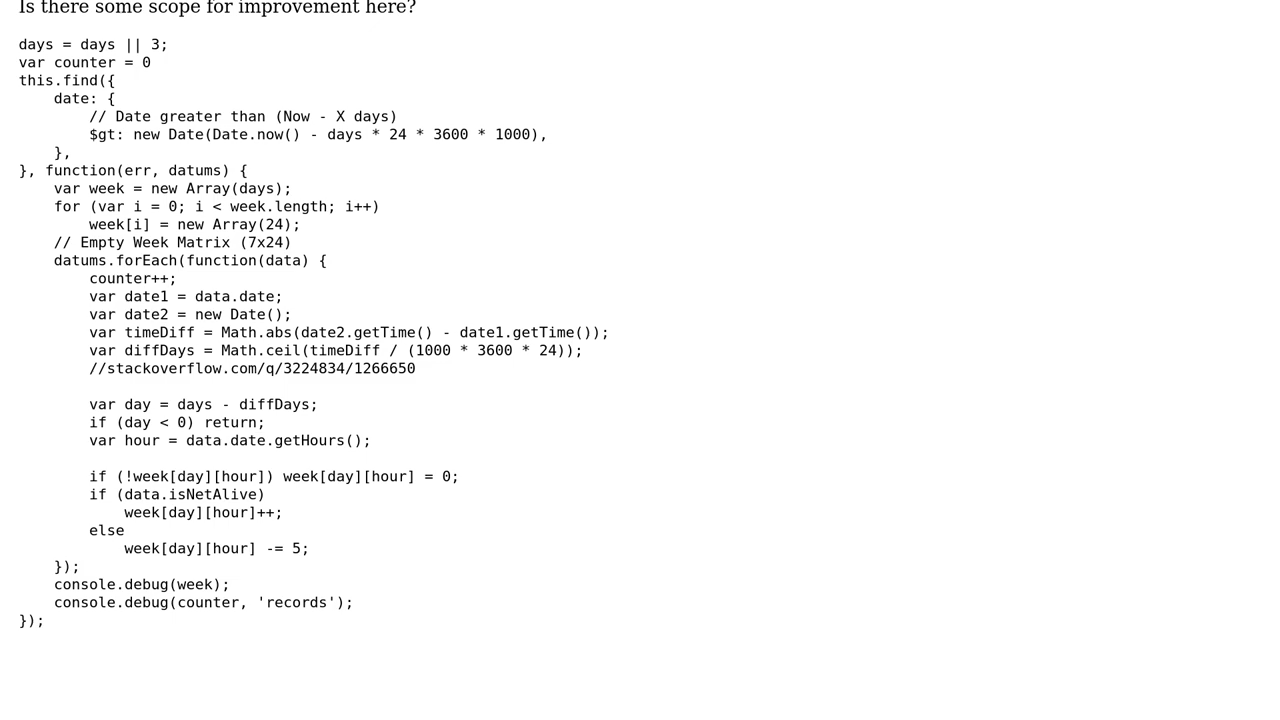 Is there some scope for improvement here?
days = days || 3;
var counter = 0
this.find({
    date: {
        // Date greater than (Now - X days)
        $gt: new Date(Date.now() - days * 24 * 3600 * 1000),
    },
}, function(err, datums) {
    var week = new Array(days);
    for (var i = 0; i < week.length; i++)
        week[i] = new Array(24);
    // Empty Week Matrix (7x24)
    datums.forEach(function(data) {
        counter++;
        var date1 = data.date;
        var date2 = new Date();
        var timeDiff = Math.abs(date2.getTime() - date1.getTime());
        var diffDays = Math.ceil(timeDiff / (1000 * 3600 * 24));
        //stackoverflow.com/q/3224834/1266650
        var day = days - diffDays;
        if (day < 0) return;
        var hour = data.date.getHours();
        if (!week[day][hour]) week[day][hour] = 0;
        if (data.isNetAlive)
            week[day][hour]++;
        else
            week[day][hour] -= 5;
    });
    console.debug(week);
    console.debug(counter, 'records');
});